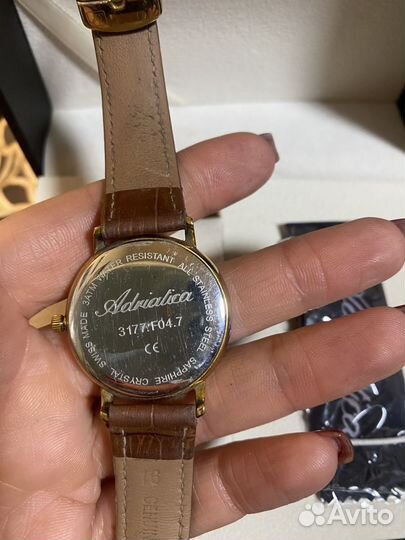 Adriatica
3177.F04.7
CE
SWISS MADE 3ATM WATER RESISTANT ALL STAINLESS STEEL SAPPHIRE CRYSTAL
Avito